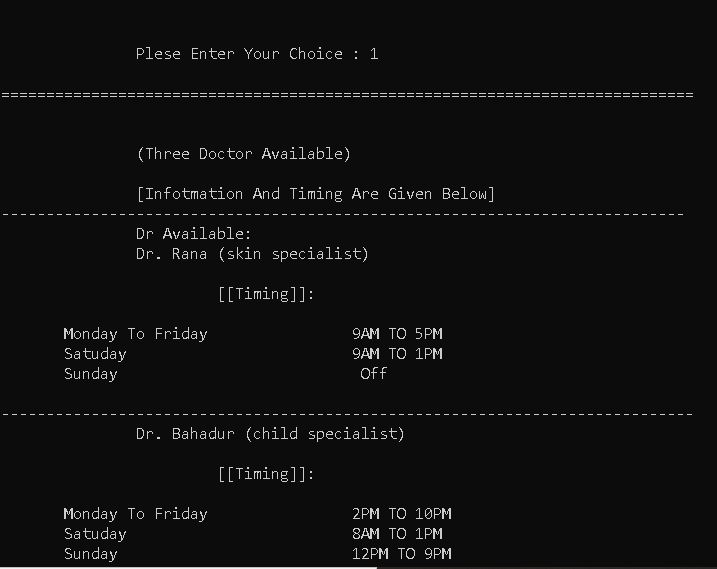 Plese Enter Your Choice : 1
=============================================================================
(Three Doctor Available)
[Infotmation And Timing Are Given Below]
----------------------------------------------------------------------------
Dr Available:
Dr. Rana (skin specialist)
[[Timing]]:
Monday To Friday 9AM TO 5PM
Satuday 9AM TO 1PM
Sunday Off
-----------------------------------------------------------------------------
Dr. Bahadur (child specialist)
[[Timing]]:
Monday To Friday 2PM TO 10PM
Satuday 8AM TO 1PM
Sunday 12PM TO 9PM